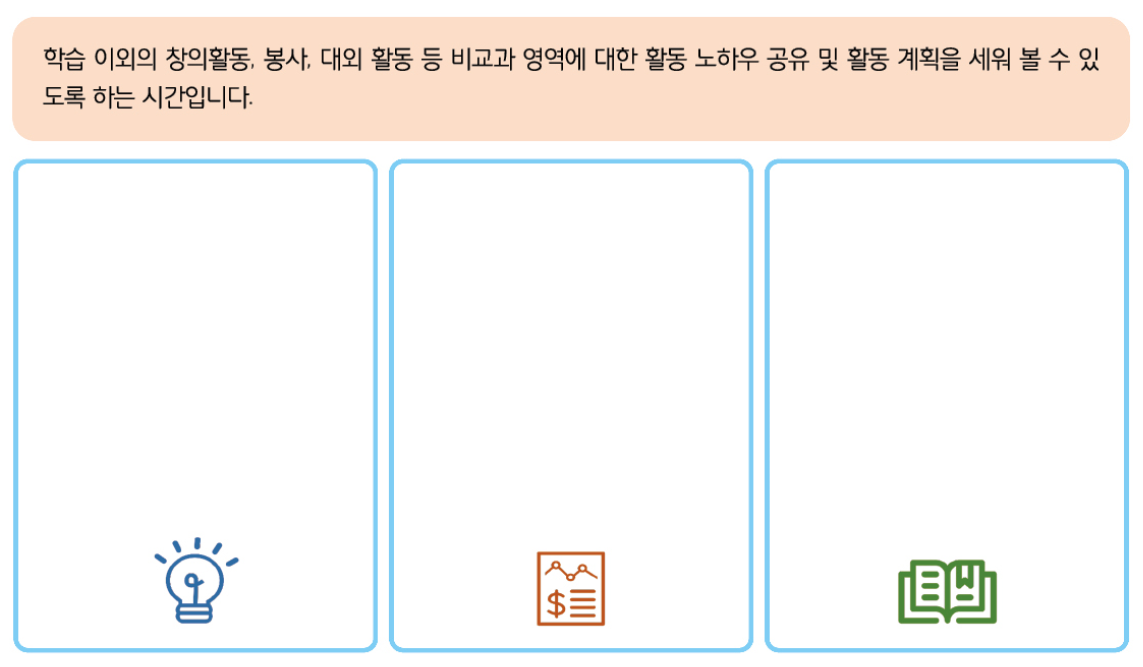 학습 이외의 창의활동, 봉사, 대외 활동 등 비교과 영역에 대한 활동 노하우 공유 및 활동 계획을 세워 볼 수 있
도록 하는 시간입니다.
$